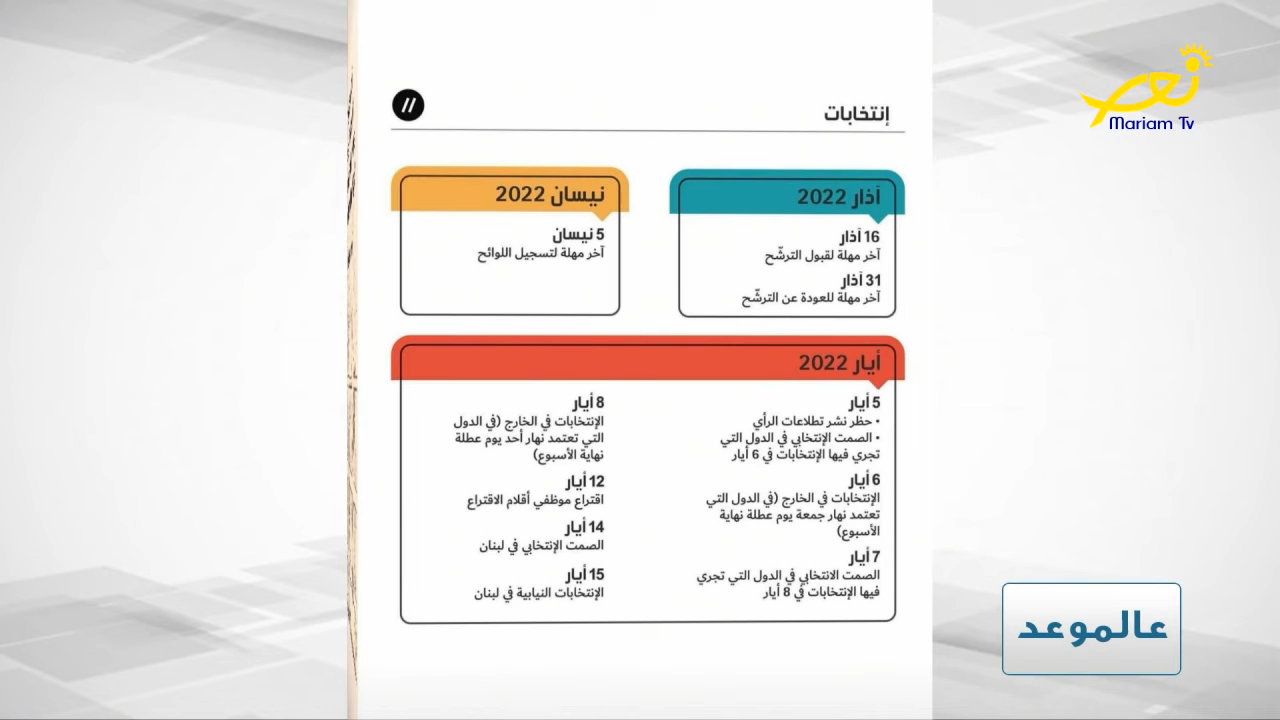 إنتخابات
//
آذار 2022
16 آذار
آخر مهلة لقبول الترشّح
31 آذار
آخر مهلة للعودة عن الترشّح
نيسان 2022
5 نيسان
آخر مهلة لتسجيل اللوائح
أيار 2022
5 أيار
• حظر نشر تطلاعات الرأي
• الصمت الإنتخابي في الدول التي
تجري فيها الإنتخابات في 6 أيار
6 أيار
الإنتخابات في الخارج (في الدول التي
تعتمد نهار جمعة يوم عطلة نهاية
الأسبوع)
7 أيار
الصمت الانتخابي في الدول التي تجري
فيها الإنتخابات في 8 أيار
8 أيار
الإنتخابات في الخارج (في الدول
التي تعتمد نهار أحد يوم عطلة
نهاية الأسبوع)
12 أيار
اقتراع موظفي أقلام الاقتراع
14 أيار
الصمت الإنتخابي في لبنان
15 أيار
الإنتخابات النيابية في لبنان
Mariam Tv
عالموعد